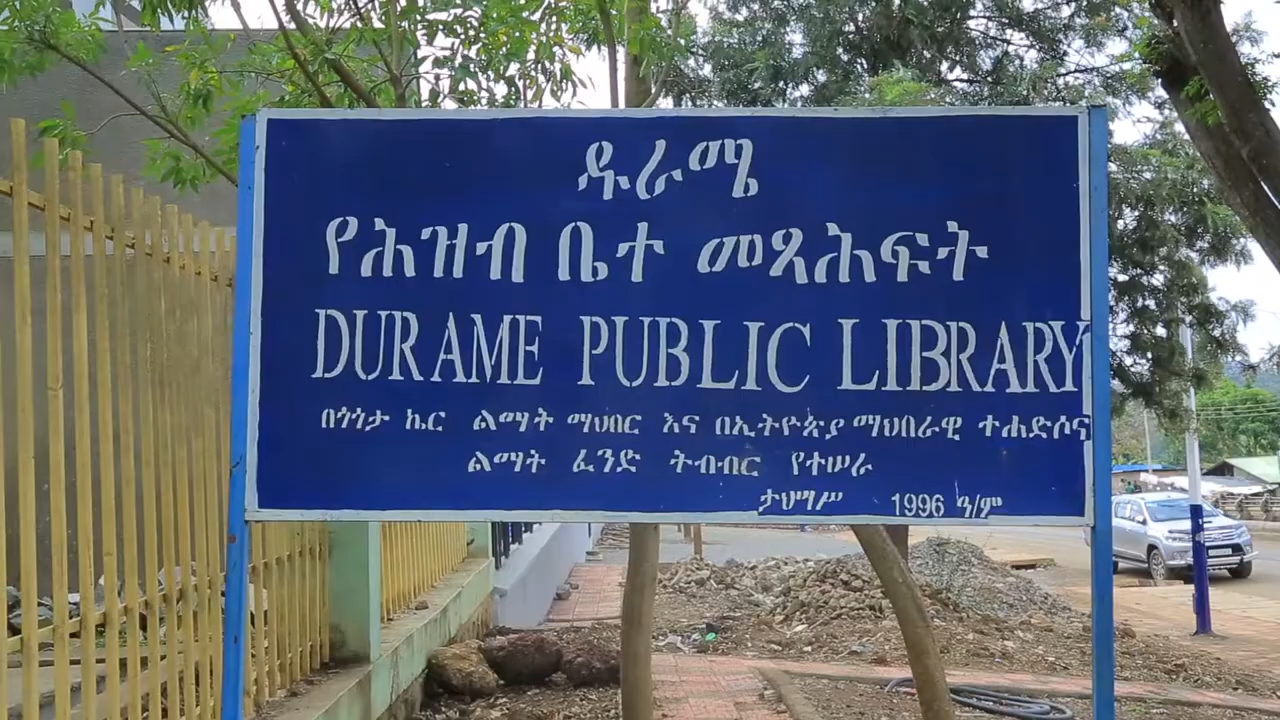 ዱራሜ
የሕዝብ ቤተ መጻሕፍት
DURAME PUBLIC LIBRARY
በጎጎታ ኬር ልማት ማህበር እና በኢትዮጵያ ማህበራዊ ተሐድሶና
ልማት ፈንድ ትብብር የተሠራ
ታህሣሥ 1996 ዓ/ም